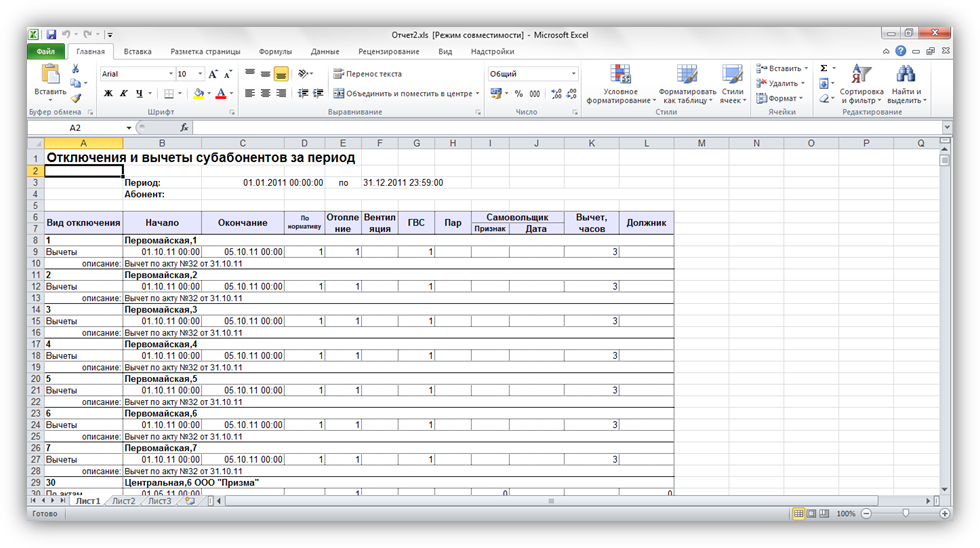 Отчет2.xls [Режим совместимости] - Microsoft Excel
Файл Главная Вставка Разметка страницы Формулы Данные Рецензирование Вид Надстройки
Arial 10 Перенос текста Общий Вставить Σ
Вставить Ж К Ч Объединить и поместить в центре % 000 Условное форматирование Форматировать как таблицу Стили ячеек Удалить Формат Сортировка и фильтр Найти и выделить
Буфер обмена Шрифт Выравнивание Число Стили Ячейки Редактирование
A2 fx
A B C D E F G H I J K L M N O P Q
1 Отключения и вычеты субабонентов за период
2
3 Период: 01.01.2011 00:00:00 по 31.12.2011 23:59:00
4 Абонент:
5
6 Вид отключения Начало Окончание По нормативу Отопление Вентиляция ГВС Пар Самовольщик Вычет, часов Должник
7 Признак Дата
8 1 Первомайская,1
9 Вычеты 01.10.11 00:00 05.10.11 00:00 1 1 1 3
10 описание: Вычет по акту №32 от 31.10.11
11 2 Первомайская,2
12 Вычеты 01.10.11 00:00 05.10.11 00:00 1 1 1 3
13 описание: Вычет по акту №32 от 31.10.11
14 3 Первомайская,3
15 Вычеты 01.10.11 00:00 05.10.11 00:00 1 1 1 3
16 описание: Вычет по акту №32 от 31.10.11
17 4 Первомайская,4
18 Вычеты 01.10.11 00:00 05.10.11 00:00 1 1 1 3
19 описание: Вычет по акту №32 от 31.10.11
20 5 Первомайская,5
21 Вычеты 01.10.11 00:00 05.10.11 00:00 1 1 1 3
22 описание: Вычет по акту №32 от 31.10.11
23 6 Первомайская,6
24 Вычеты 01.10.11 00:00 05.10.11 00:00 1 1 1 3
25 описание: Вычет по акту №32 от 31.10.11
26 7 Первомайская,7
27 Вычеты 01.10.11 00:00 05.10.11 00:00 1 1 1 3
28 описание: Вычет по акту №32 от 31.10.11
29 30 Центральная,6 ООО "Призма"
30 По актам 01.05.11 00:00 1 0 0
Лист1 Лист2 Лист3
Готово 100%